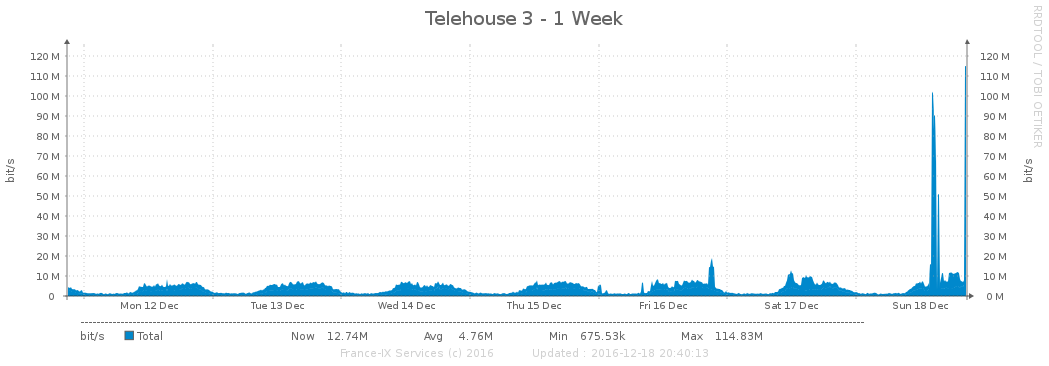 Telehouse 3 - 1 Week
RRDTOOL / TOBI OETIKER
bit/s
120 M 120 M
110 M 110 M
100 M 100 M
90 M 90 M
80 M 80 M
70 M 70 M
60 M 60 M
50 M 50 M
40 M 40 M
30 M 30 M
20 M 20 M
10 M 10 M
0 0 M
bit/s
Mon 12 Dec Tue 13 Dec Wed 14 Dec Thu 15 Dec Fri 16 Dec Sat 17 Dec Sun 18 Dec
bit/s Total Now 12.74M Avg 4.76M Min 675.53k Max 114.83M
France-IX Services (c) 2016 Updated : 2016-12-18 20:40:13